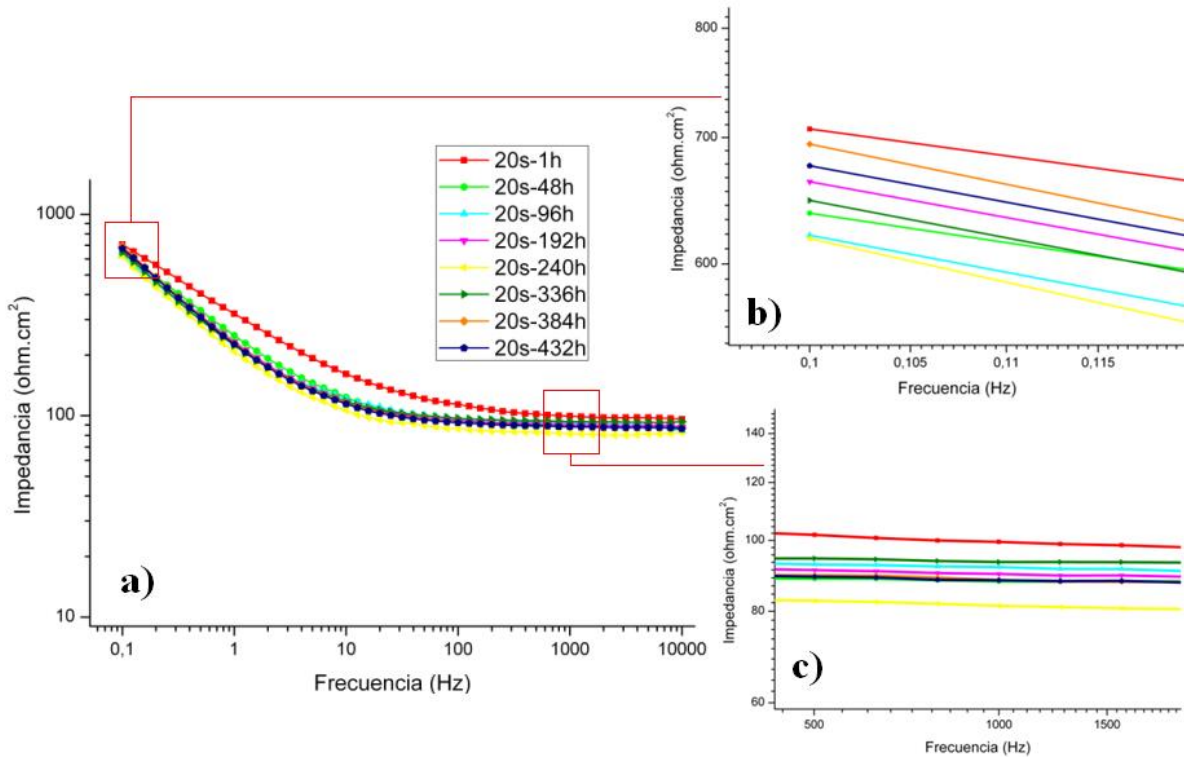 1000
100
10
Impedancia (ohm.cm²)
0,1
1
10
100
1000
10000
Frecuencia (Hz)
a)
20s-1h
20s-48h
20s-96h
20s-192h
20s-240h
20s-336h
20s-384h
20s-432h
800
700
600
Impedancia (ohm.cm²)
b)
0,1
0,105
0,11
0,115
Frecuencia (Hz)
140
120
100
80
60
Impedancia (ohm.cm²)
c)
500
1000
1500
Frecuencia (Hz)